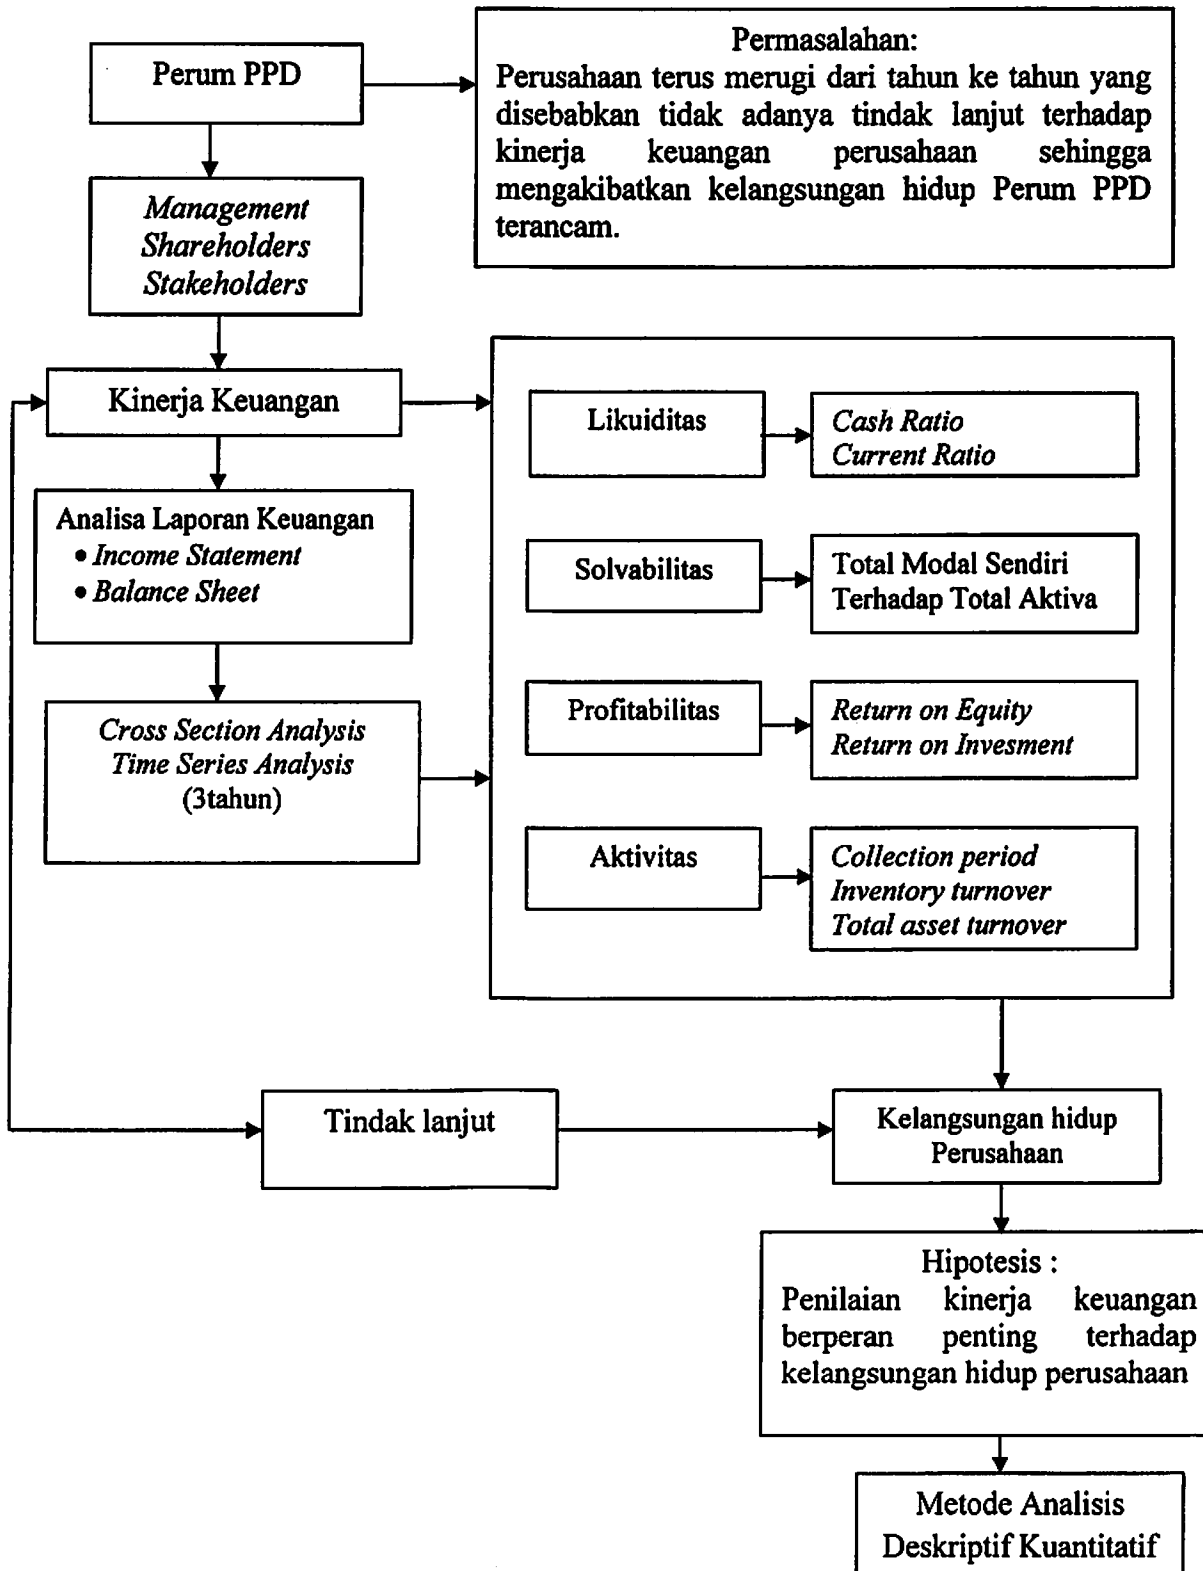 Perum PPD
Permasalahan:
Perusahaan terus merugi dari tahun ke tahun yang
disebabkan tidak adanya tindak lanjut terhadap
kinerja keuangan perusahaan sehingga
mengakibatkan kelangsungan hidup Perum PPD
terancam.
Management
Shareholders
Stakeholders
Kinerja Keuangan
Analisa Laporan Keuangan
• Income Statement
• Balance Sheet
Cross Section Analysis
Time Series Analysis
(3tahun)
Likuiditas
Cash Ratio
Current Ratio
Solvabilitas
Total Modal Sendiri
Terhadap Total Aktiva
Profitabilitas
Return on Equity
Return on Invesment
Aktivitas
Collection period
Inventory turnover
Total asset turnover
Tindak lanjut
Kelangsungan hidup
Perusahaan
Hipotesis :
Penilaian kinerja keuangan
berperan penting terhadap
kelangsungan hidup perusahaan
Metode Analisis
Deskriptif Kuantitatif